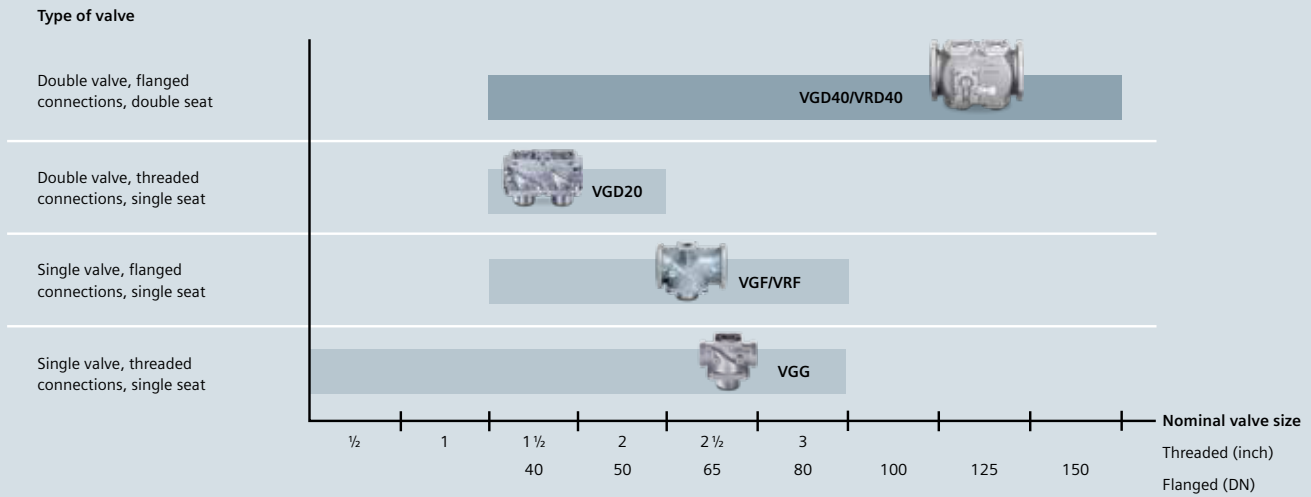 Type of valve
Double valve, flanged
connections, double seat
VGD40/VRD40
Double valve, threaded
connections, single seat
VGD20
Single valve, flanged
connections, single seat
VGF/VRF
Single valve, threaded
connections, single seat
VGG
Nominal valve size
½ 1 1 ½ 2 2 ½ 3
Threaded (inch)
40 50 65 80 100 125 150
Flanged (DN)